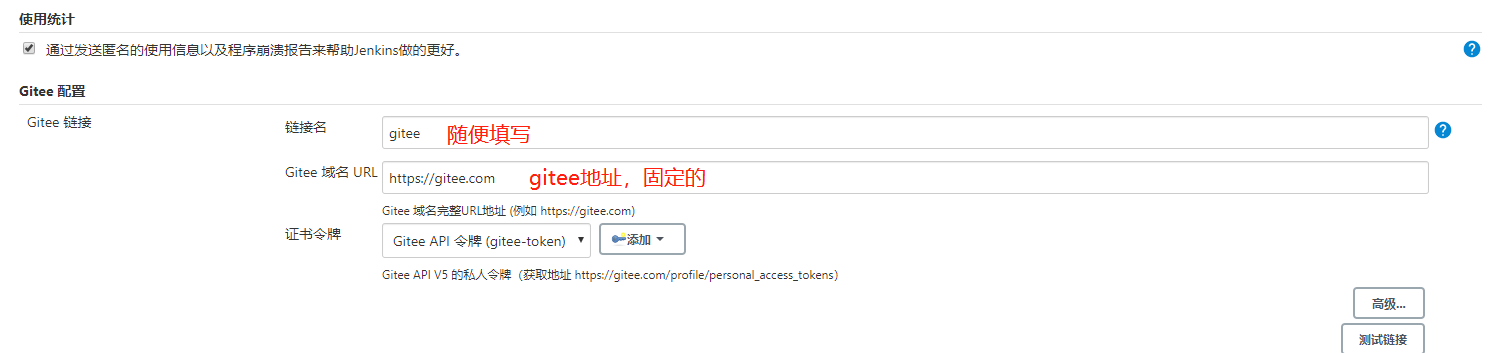 使用统计
通过发送匿名的使用信息以及程序崩溃报告来帮助Jenkins做的更好。
Gitee 配置
Gitee 链接
链接名
gitee
随便填写
Gitee 域名 URL
https://gitee.com
gitee地址，固定的
Gitee 域名完整URL地址 (例如 https://gitee.com)
证书令牌
Gitee API 令牌 (gitee-token)
添加
Gitee API V5 的私人令牌（获取地址 https://gitee.com/profile/personal_access_tokens）
高级...
测试链接